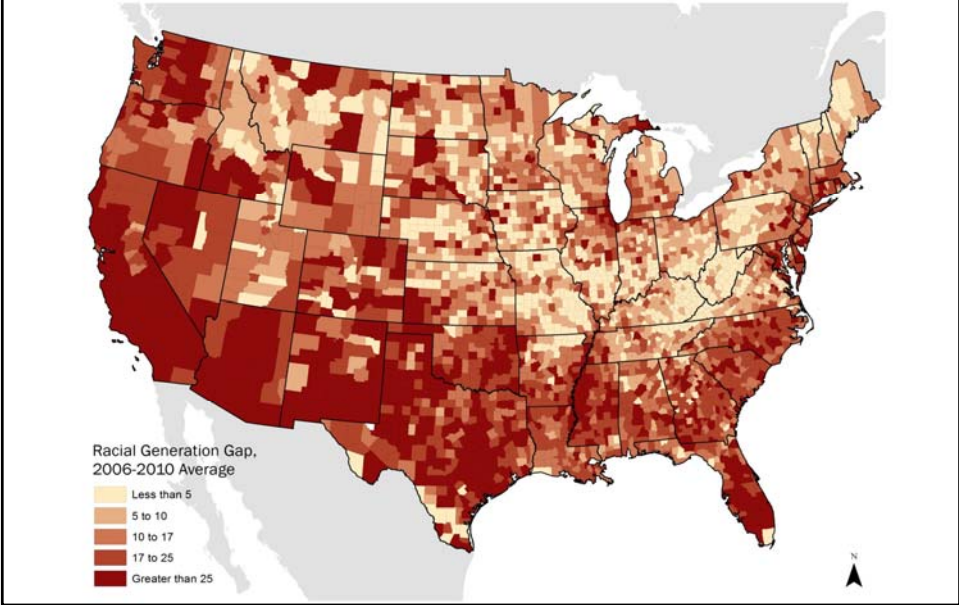 Racial Generation Gap,
2006-2010 Average
Less than 5
5 to 10
10 to 17
17 to 25
Greater than 25
N